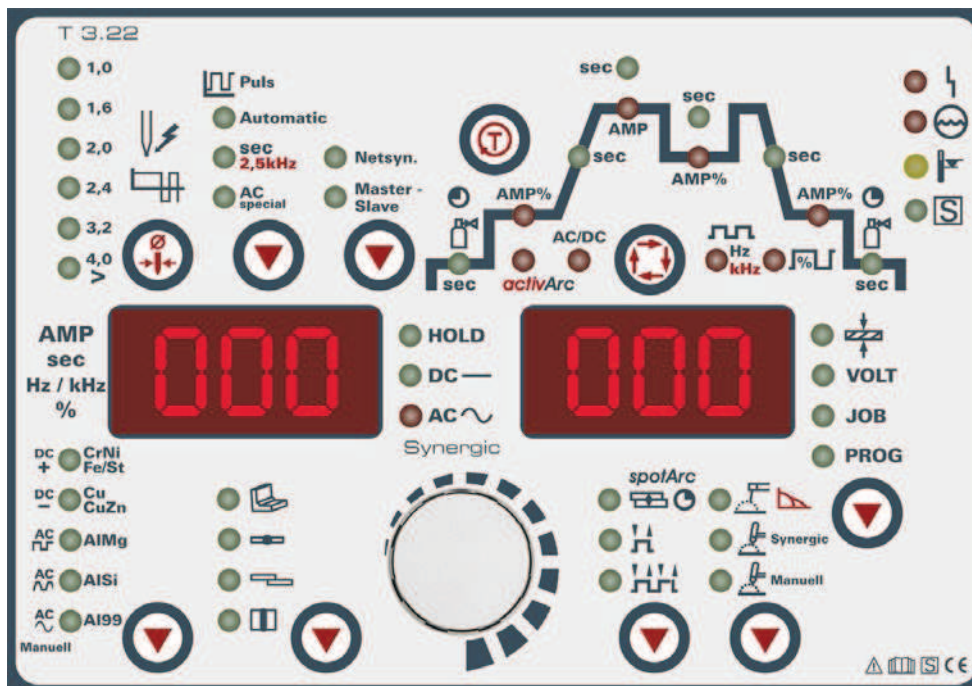 T 3.22
1,0
1,6
2,0
2,4
3,2
4,0
>
Ø
Puls
Automatic
sec
2,5kHz
AC
special
Netsyn.
Master -
Slave
T
sec
AMP
sec
AMP%
sec
sec
AMP%
AMP%
sec
activArc
AC/DC
Hz
kHz
%
sec
S
AMP
sec
Hz / kHz
%
000
HOLD
DC
AC
000
VOLT
JOB
PROG
Synergic
DC
+
CrNi
Fe/St
DC
–
Cu
CuZn
AC
AlMg
AC
AlSi
AC
Al99
Manuell
spotArc
Synergic
Manuell
S CE